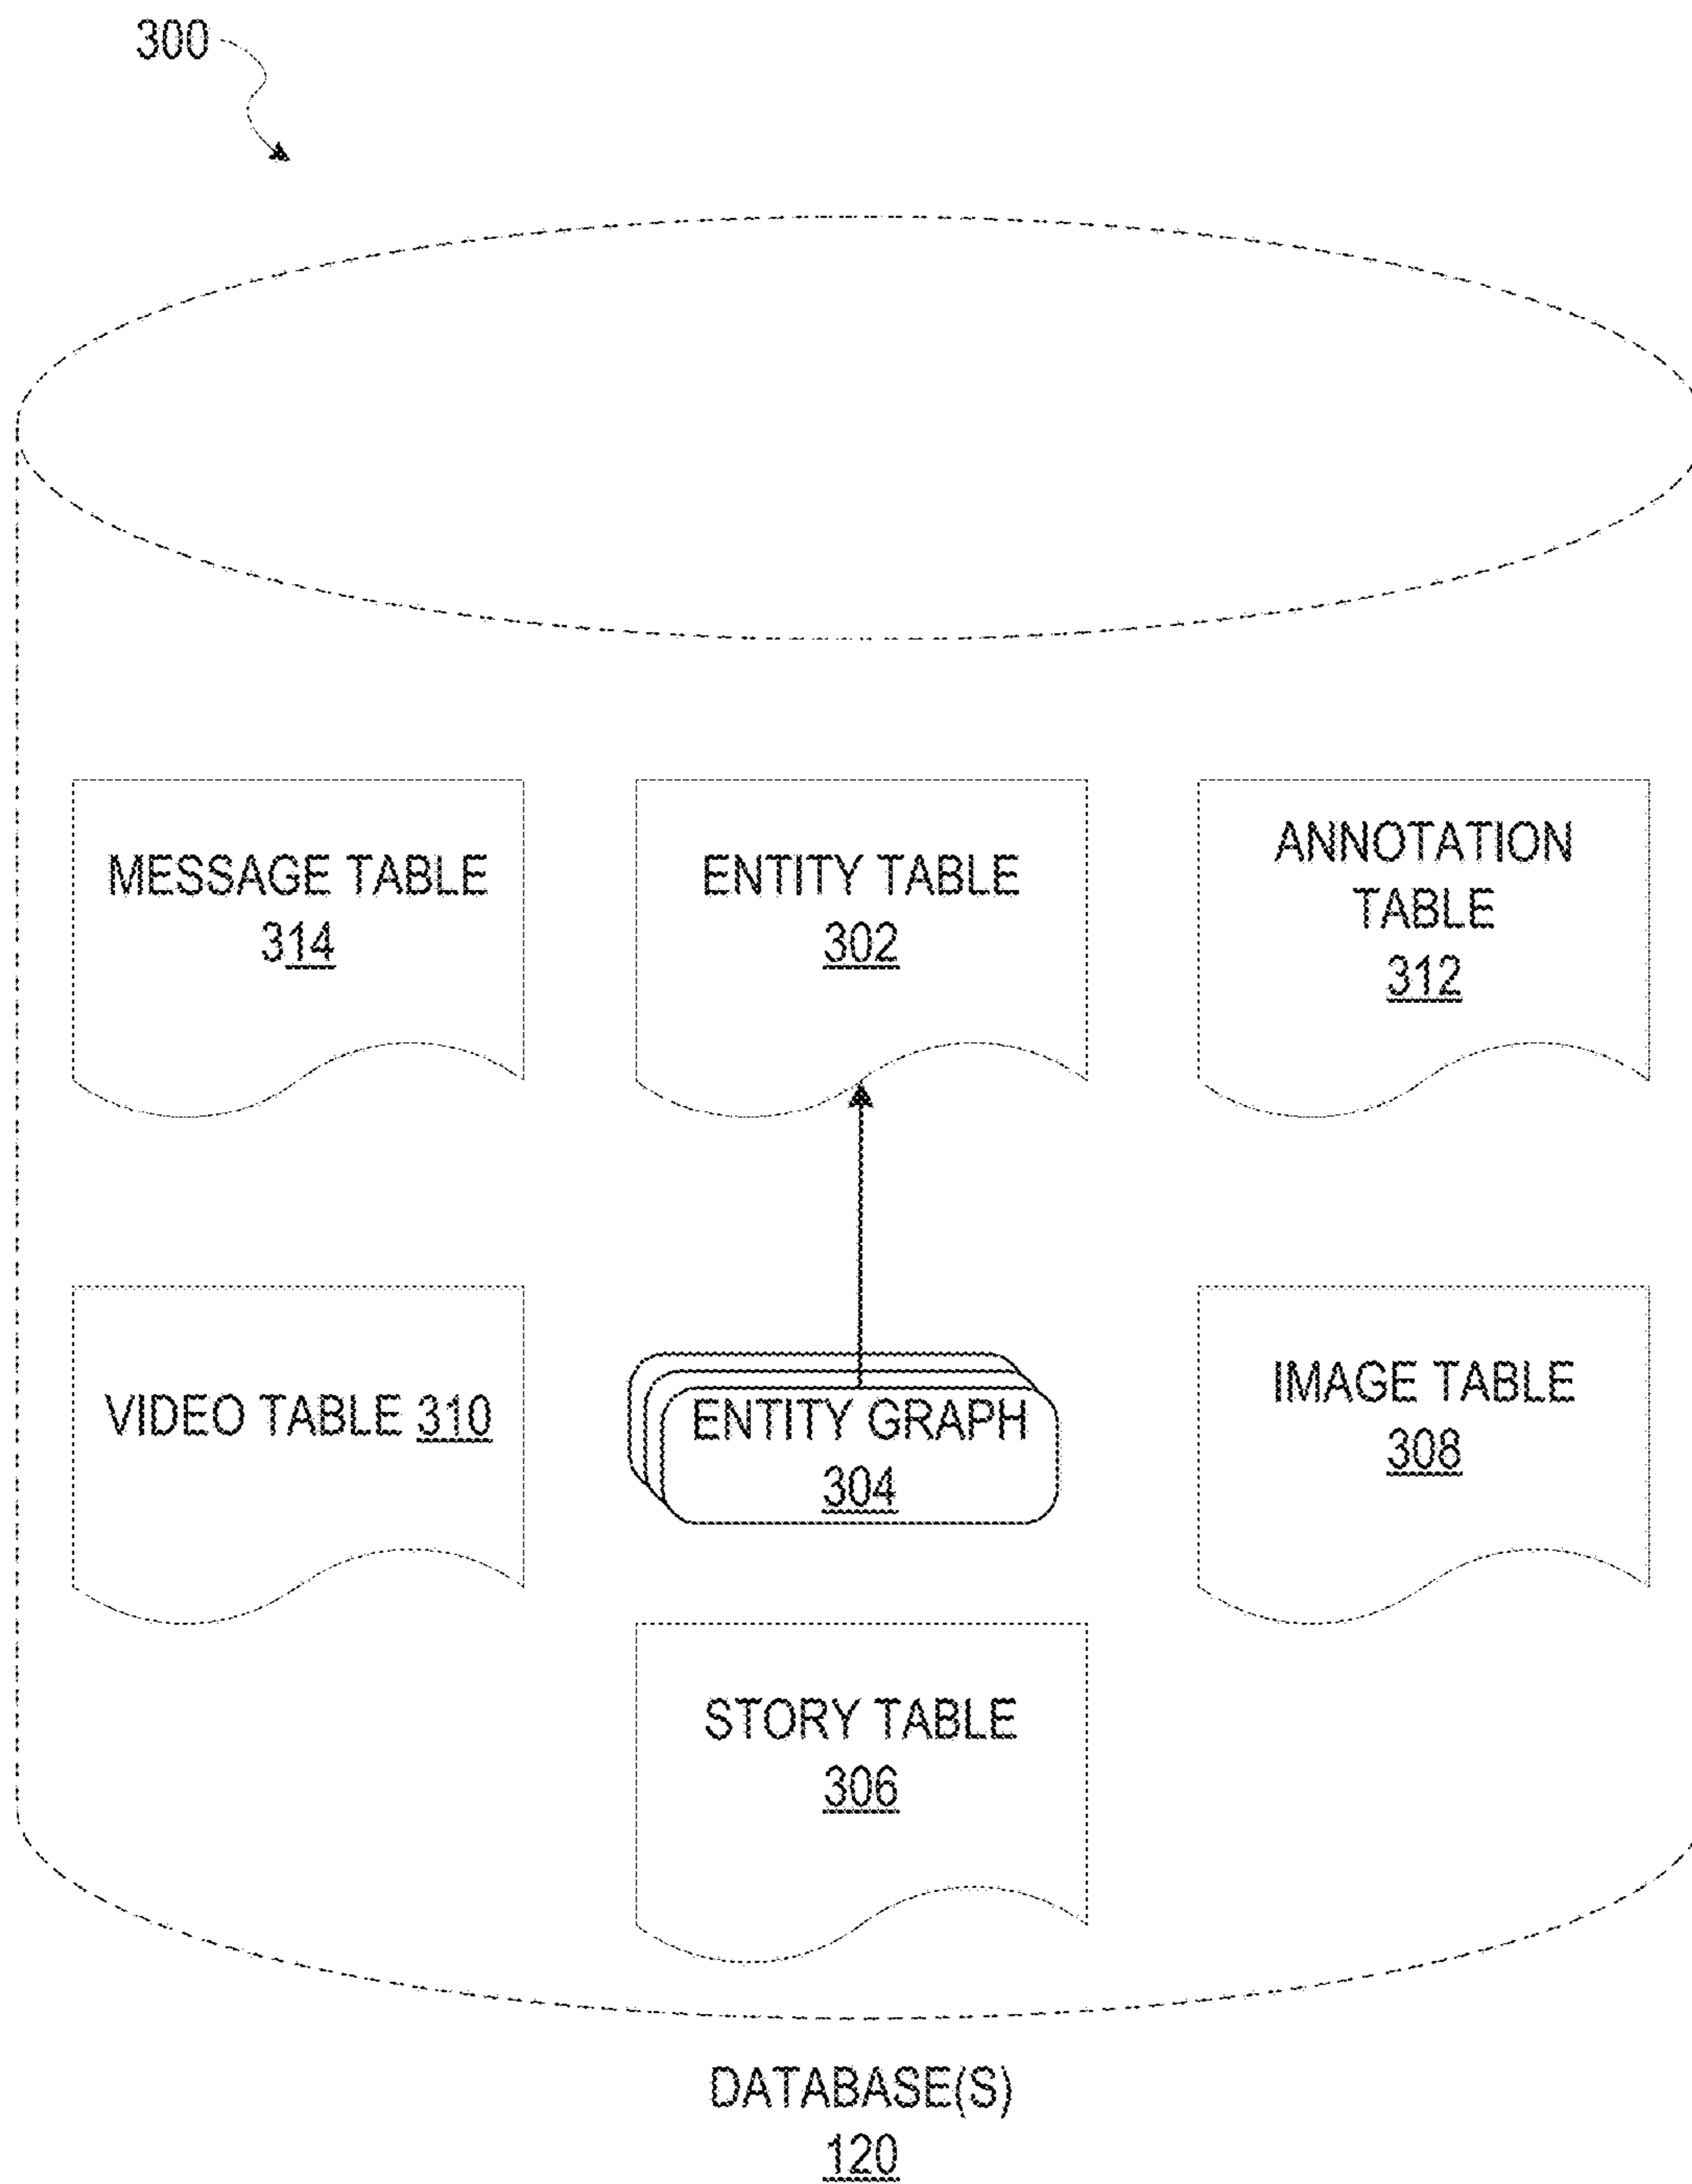 300
MESSAGE TABLE
314
ENTITY TABLE
302
ANNOTATION
TABLE
312
VIDEO TABLE 310
ENTITY GRAPH
304
IMAGE TABLE
308
STORY TABLE
306
DATABASE(S)
120